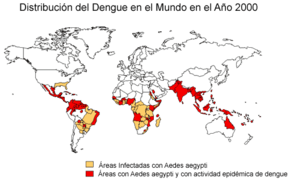 Distribución del Dengue en el Mundo en el Año 2000
Áreas Infectadas con Aedes aegypti
Áreas con Aedes aegypti y con actividad epidémica de dengue